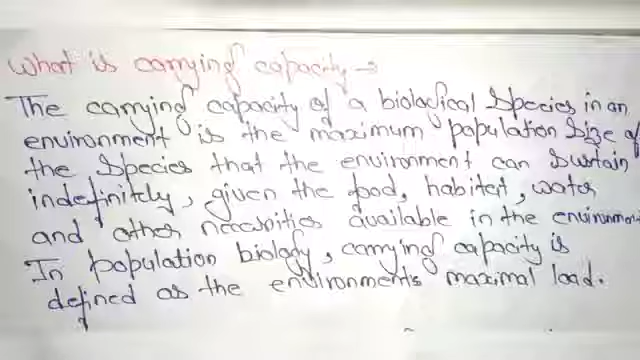 What is carrying capacity→
The carrying capacity of a biological species in an
environment is the maximum population size of
the species that the environment can sustain
indefinitely, given the food, habitat, water
and other necessities available in the environment
In population biology, carrying capacity is
defined as the environments maximal load.